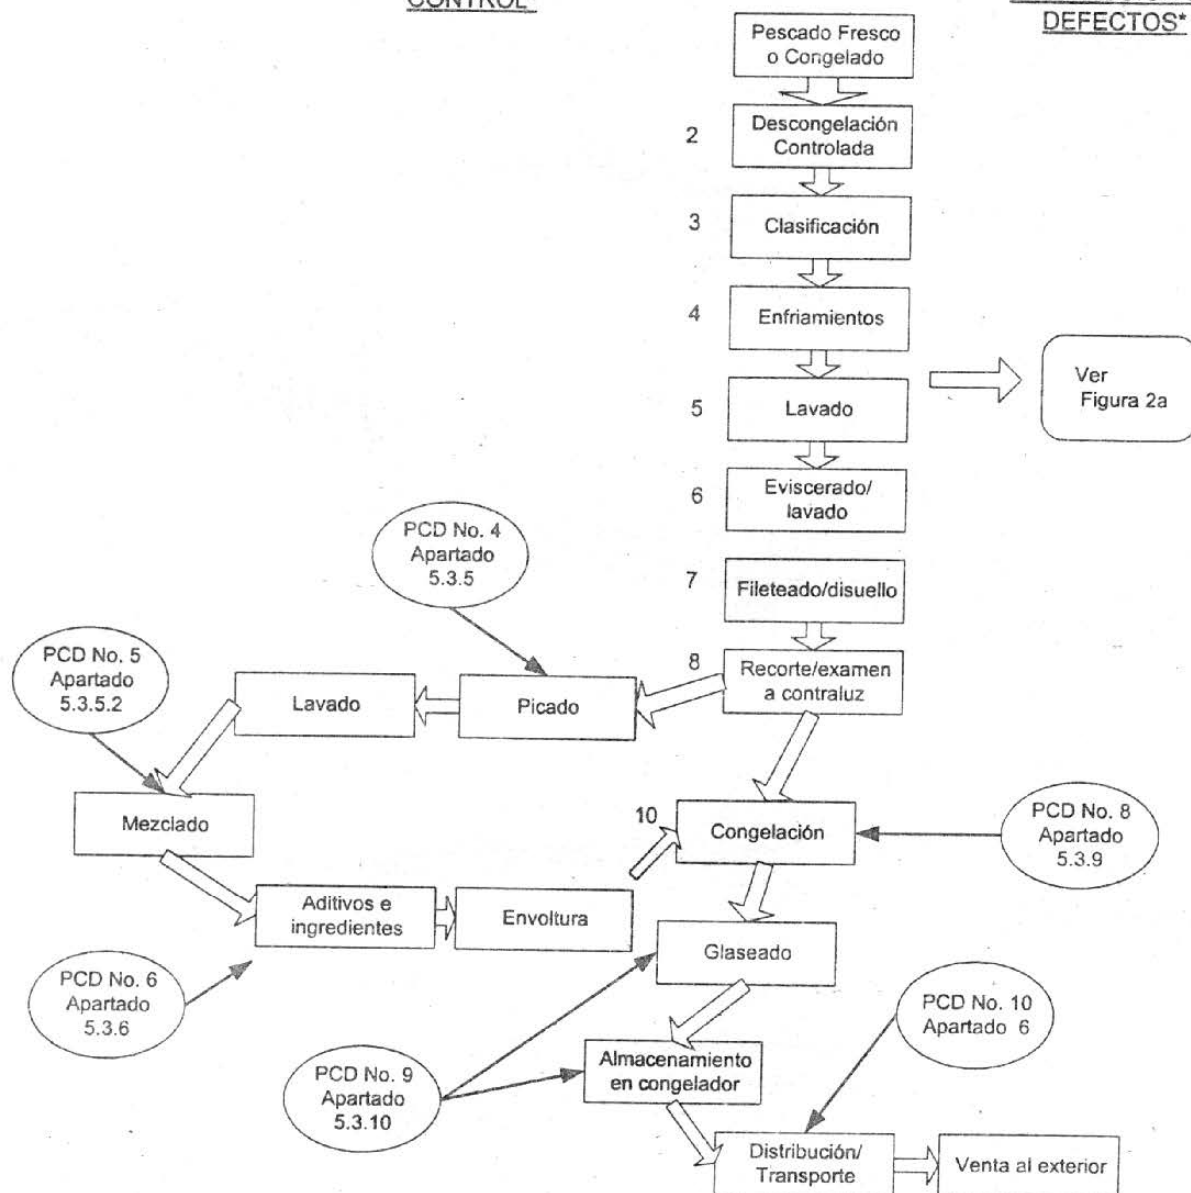 CONTROL*
DEFECTOS*
Pescado Fresco
o Congelado
2
Descongelación
Controlada
3
Clasificación
4
Enfriamientos
Ver
Figura 2a
5
Lavado
6
Eviscerado/
lavado
PCD No. 4
Apartado
5.3.5
7
Fileteado/disuello
PCD No. 5
Apartado
5.3.5.2
8
Recorte/examen
a contraluz
Lavado
Picado
Mezclado
10
Congelación
PCD No. 8
Apartado
5.3.9
Aditivos e
ingredientes
Envoltura
Glaseado
PCD No. 6
Apartado
5.3.6
PCD No. 10
Apartado 6
PCD No. 9
Apartado
5.3.10
Almacenamiento
en congelador
Distribución/
Transporte
Venta al exterior